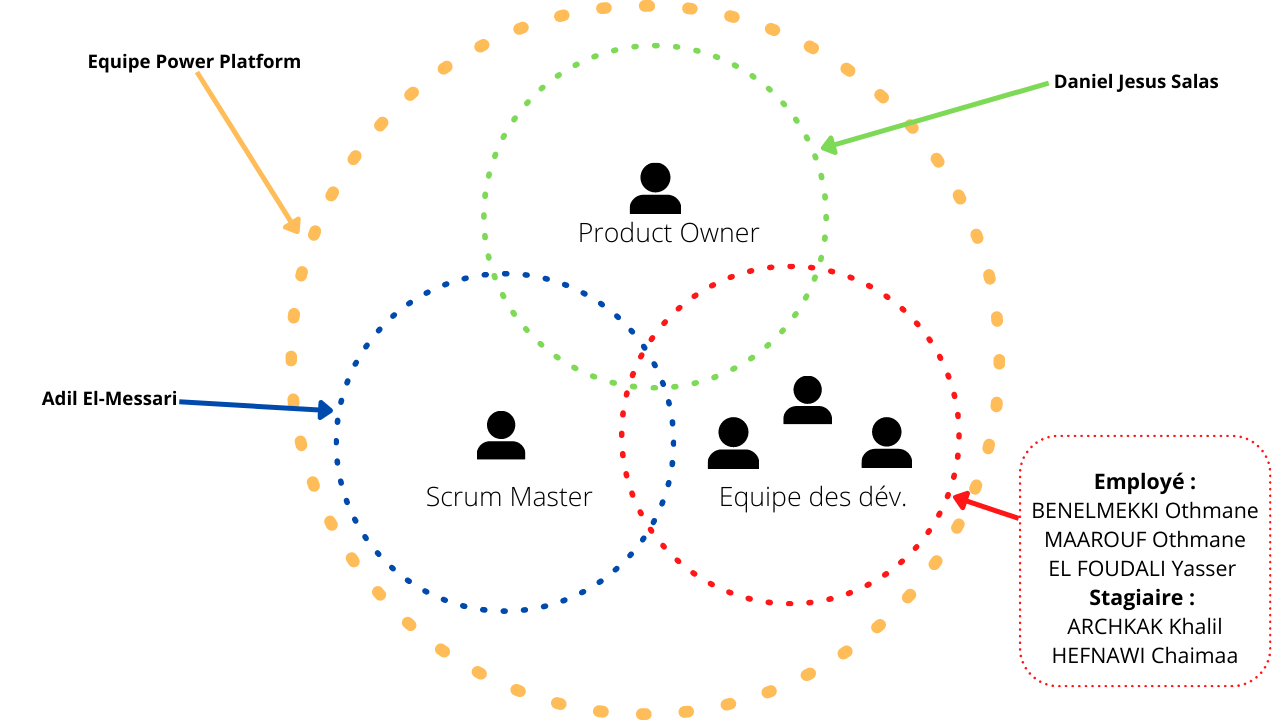 Equipe Power Platform
Daniel Jesus Salas
Product Owner
Adil El-Messari
Scrum Master
Equipe des dév.
Employé :
BENELMEKKI Othmane
MAAROUF Othmane
EL FOUDALI Yasser
Stagiaire :
ARCHKAK Khalil
HEFNAWI Chaimaa